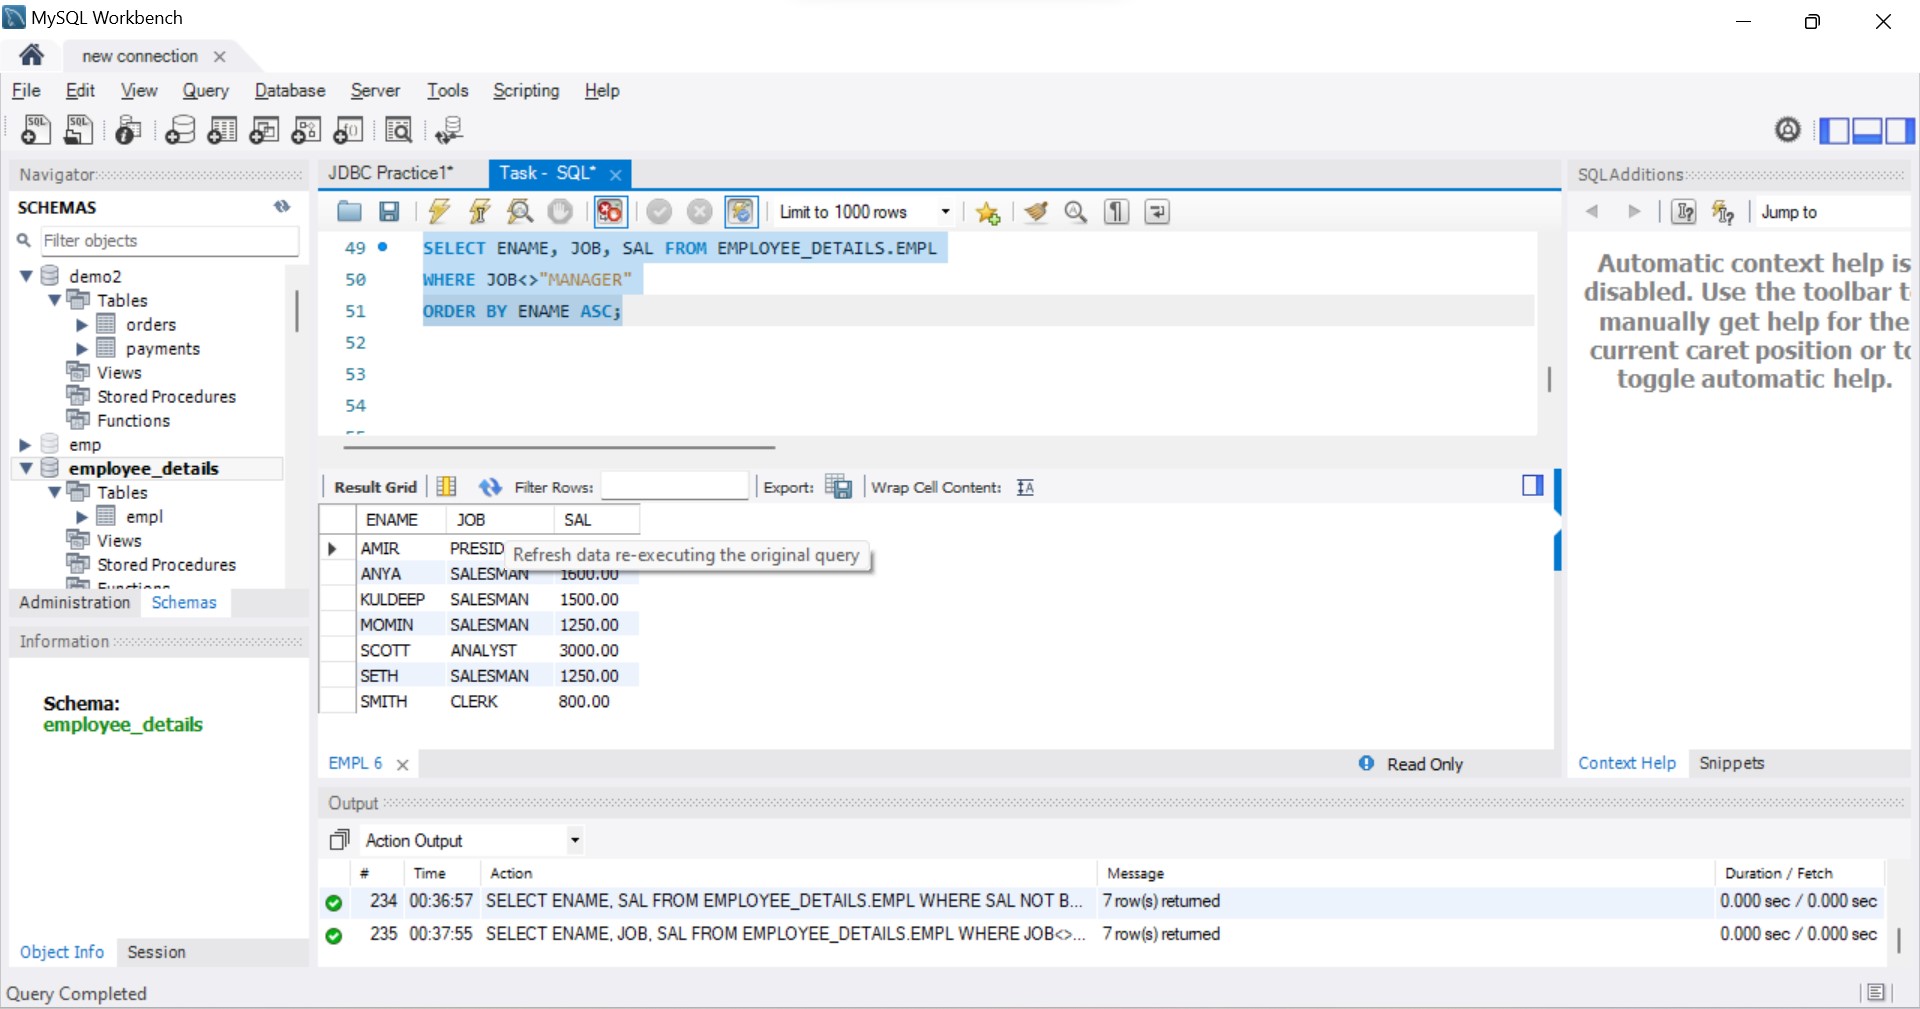 MySQL Workbench
new connection
File Edit View Query Database Server Tools Scripting Help
Navigator
SCHEMAS
Filter objects
demo2
Tables
orders
payments
Views
Stored Procedures
Functions
emp
employee_details
Tables
empl
Views
Stored Procedures
Functions
Administration Schemas
Information
Schema:
employee_details
Object Info Session
JDBC Practice1* Task - SQL*
Limit to 1000 rows
49 SELECT ENAME, JOB, SAL FROM EMPLOYEE_DETAILS.EMPL
50 WHERE JOB<>"MANAGER"
51 ORDER BY ENAME ASC;
52
53
54
Result Grid Filter Rows: Export: Wrap Cell Content:
ENAME JOB SAL
AMIR PRESID
Refresh data re-executing the original query
ANYA SALESMAN 1600.00
KULDEEP SALESMAN 1500.00
MOMIN SALESMAN 1250.00
SCOTT ANALYST 3000.00
SETH SALESMAN 1250.00
SMITH CLERK 800.00
EMPL 6 Read Only
SQLAdditions
Jump to
Automatic context help is
disabled. Use the toolbar t
manually get help for the
current caret position or to
toggle automatic help.
Context Help Snippets
Output
Action Output
# Time Action Message Duration / Fetch
234 00:36:57 SELECT ENAME, SAL FROM EMPLOYEE_DETAILS.EMPL WHERE SAL NOT B... 7 row(s) returned 0.000 sec / 0.000 sec
235 00:37:55 SELECT ENAME, JOB, SAL FROM EMPLOYEE_DETAILS.EMPL WHERE JOB<>... 7 row(s) returned 0.000 sec / 0.000 sec
Query Completed